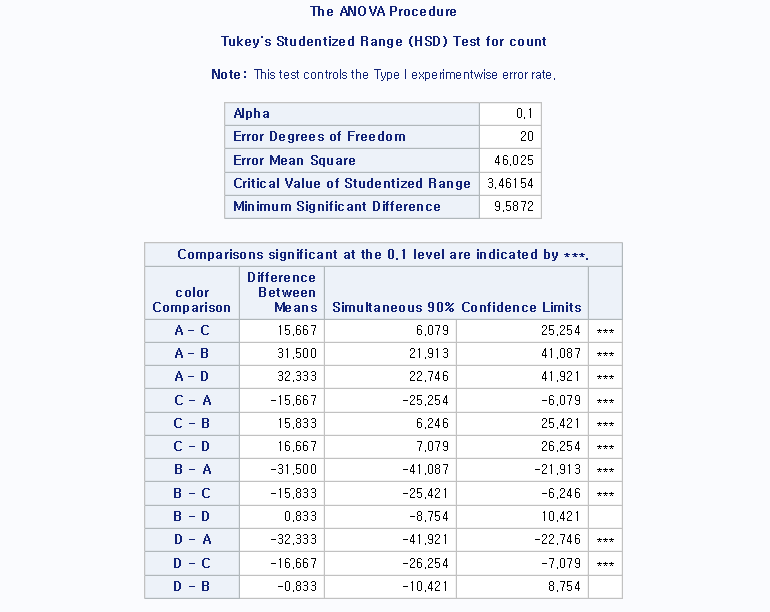 The ANOVA Procedure
Tukey's Studentized Range (HSD) Test for count
Note: This test controls the Type I experimentwise error rate.
Alpha 0.1
Error Degrees of Freedom 20
Error Mean Square 46.025
Critical Value of Studentized Range 3.46154
Minimum Significant Difference 9.5872
Comparisons significant at the 0.1 level are indicated by ***.
color Comparison Difference Between Means Simultaneous 90% Confidence Limits
A - C 15.667 6.079 25.254 ***
A - B 31.500 21.913 41.087 ***
A - D 32.333 22.746 41.921 ***
C - A -15.667 -25.254 -6.079 ***
C - B 15.833 6.246 25.421 ***
C - D 16.667 7.079 26.254 ***
B - A -31.500 -41.087 -21.913 ***
B - C -15.833 -25.421 -6.246 ***
B - D 0.833 -8.754 10.421
D - A -32.333 -41.921 -22.746 ***
D - C -16.667 -26.254 -7.079 ***
D - B -0.833 -10.421 8.754